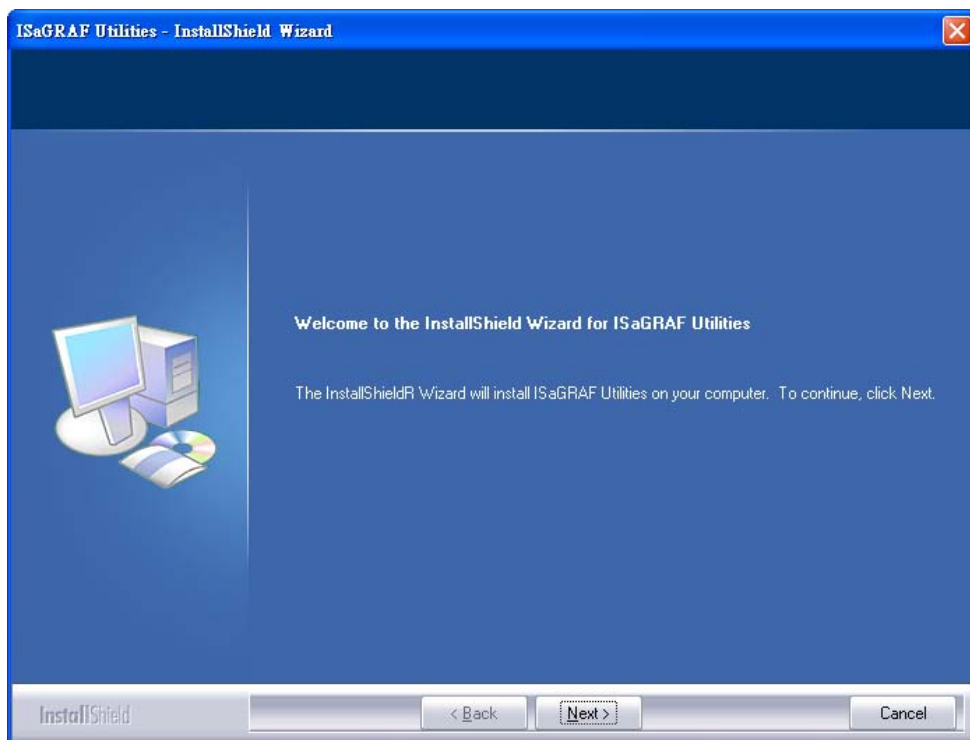 ISaGRAF Utilities - InstallShield Wizard
Welcome to the InstallShield Wizard for ISaGRAF Utilities
The InstallShieldR Wizard will install ISaGRAF Utilities on your computer. To continue, click Next.
InstallShield
< Back
Next >
Cancel